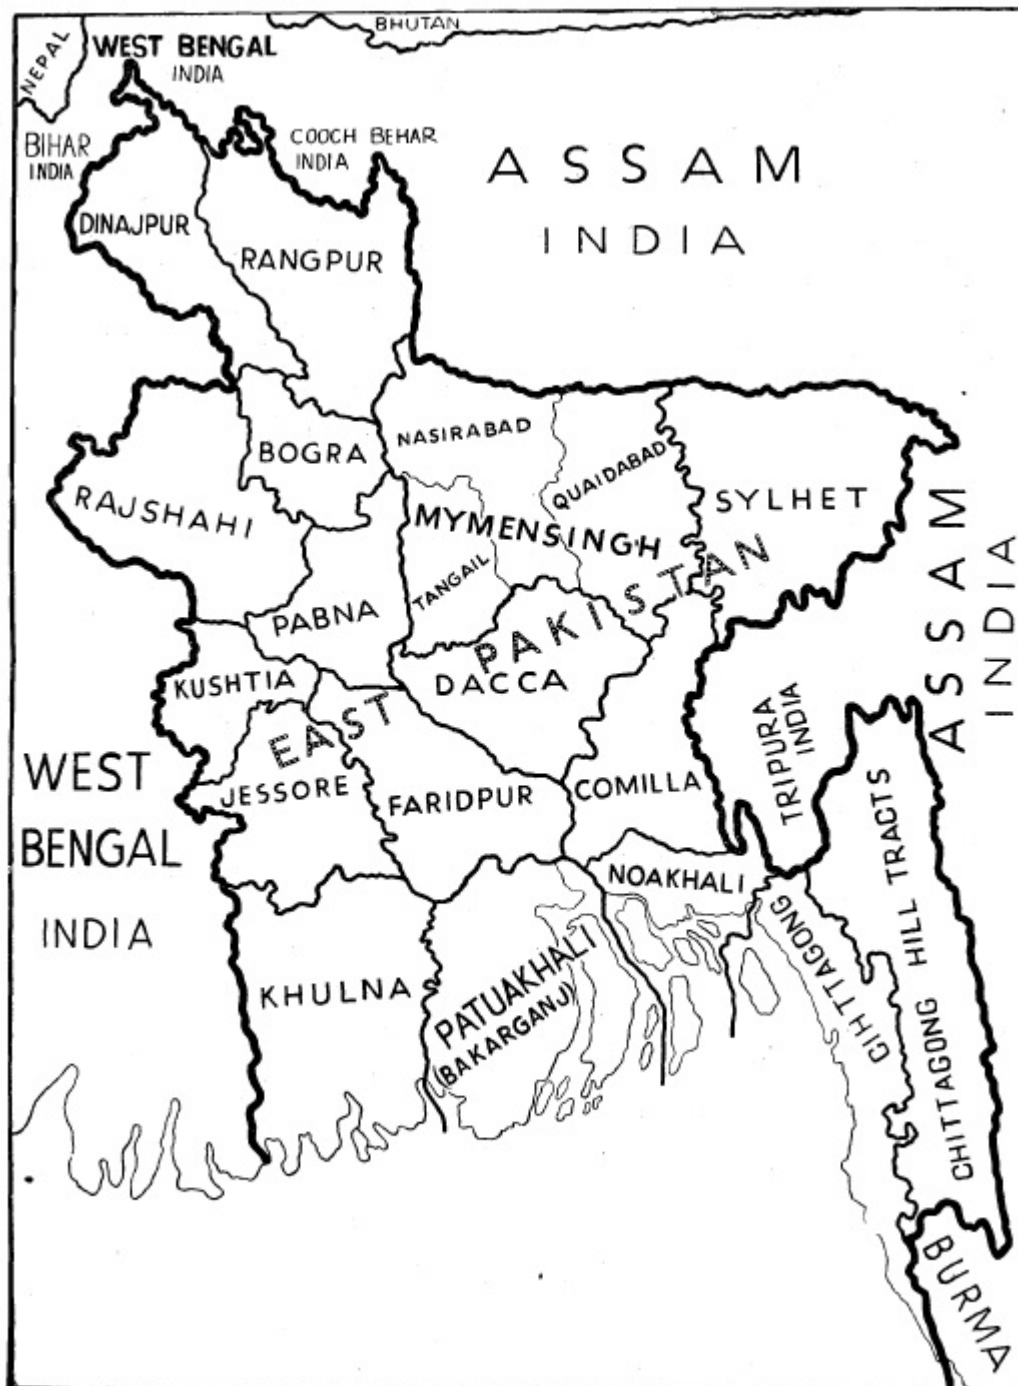 BHUTAN
NEPAL
WEST BENGAL
INDIA
BIHAR
INDIA
COOCH BEHAR
INDIA
ASSAM
INDIA
DINAJPUR
RANGPUR
NASIRABAD
BOGRA
QUAIDABAD
RAJSHAHI
MYMENSINGH
SYLHET
TANGAIL
PABNA
EAST PAKISTAN
ASSAM
INDIA
KUSHTIA
DACCA
TRIPURA
INDIA
WEST
BENGAL
INDIA
JESSORE
FARIDPUR
COMILLA
NOAKHALI
KHULNA
PATUAKHALI
(BAKARGANJ)
CIHTTAGONG
CHITTAGONG HILL TRACTS
BURMA